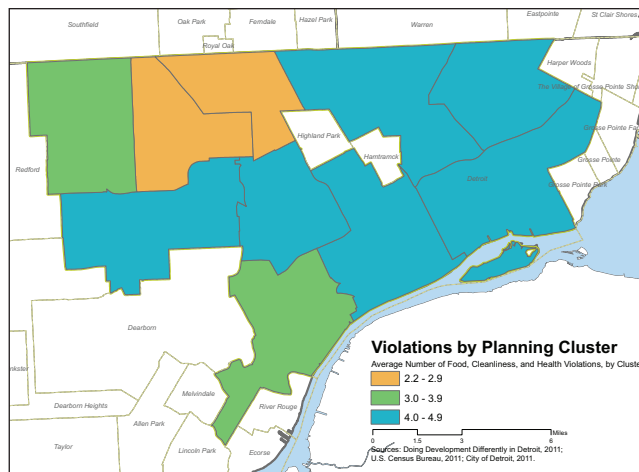 Southfield
Oak Park
Ferndale
Hazel Park
Warren
Eastpointe
St Clair Shores
Royal Oak
Harper Woods
The Village of Grosse Pointe Sho
Highland Park
Hamtramck
Grosse Pointe Fa
Redford
Grosse Pointe
Detroit
Grosse Pointe Park
Dearborn
nkster
Melvindale
Dearborn Heights
River Rouge
Allen Park
Taylor
Lincoln Park
Ecorse
Violations by Planning Cluster
Average Number of Food, Cleanliness, and Health Violations, by Cluste
2.2 - 2.9
3.0 - 3.9
4.0 - 4.9
Miles
0 1.5 3 6
Sources: Doing Development Differently in Detroit, 2011;
U.S. Census Bureau, 2011; City of Detroit, 2011.